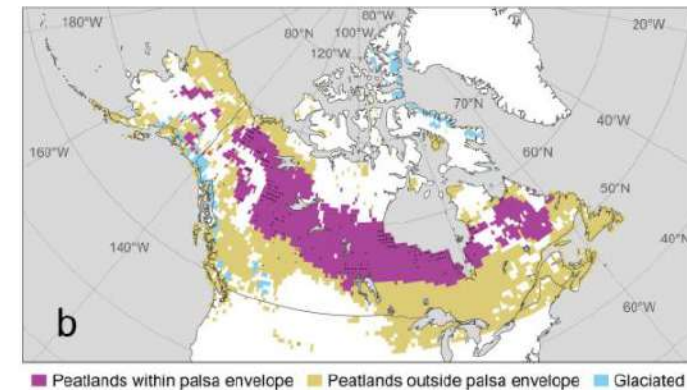 180°W
80°W
100°W
80°N
20°W
120°W
70°N
40°W
160°W
60°N
50°N
140°W
40°N
60°W
b
Peatlands within palsa envelope Peatlands outside palsa envelope Glaciated